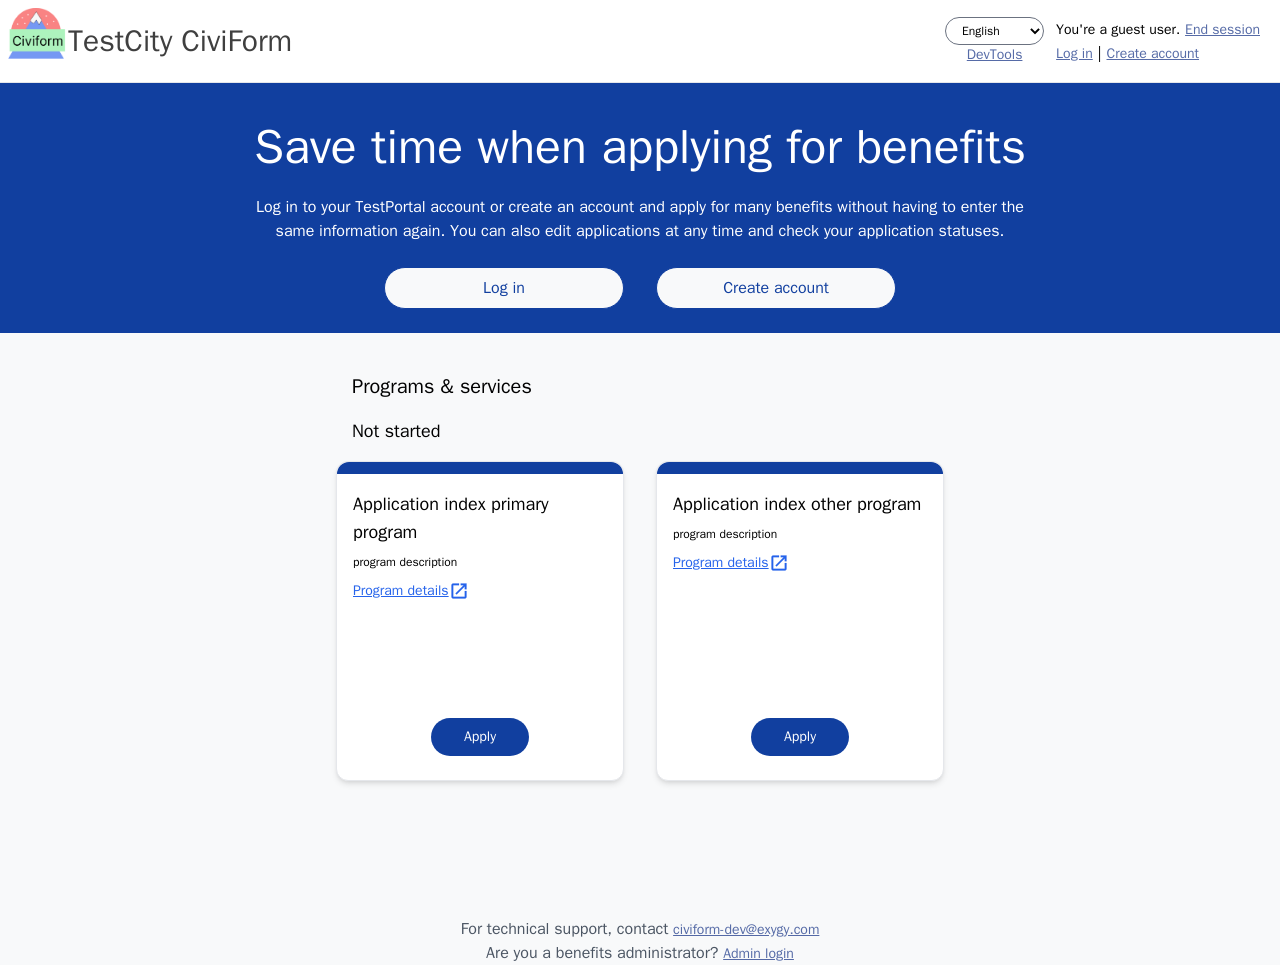 Civiform
TestCity CiviForm
English
DevTools
You're a guest user. End session
Log in | Create account
Save time when applying for benefits
Log in to your TestPortal account or create an account and apply for many benefits without having to enter the
same information again. You can also edit applications at any time and check your application statuses.
Log in
Create account
Programs & services
Not started
Application index primary
program
program description
Program details
Apply
Application index other program
program description
Program details
Apply
For technical support, contact civiform-dev@exygy.com
Are you a benefits administrator? Admin login